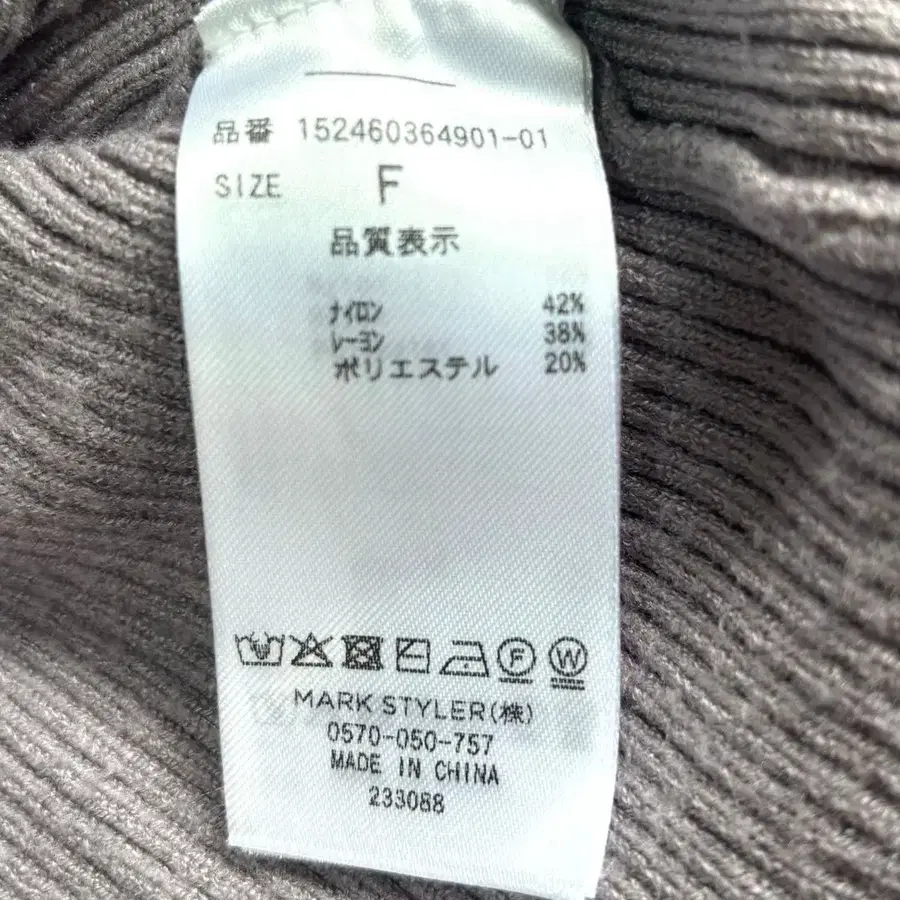 品番 152460364901-01
SIZE F
品質表示
ナイロン 42%
レーヨン 38%
ポリエステル 20%
F W
MARK STYLER(株)
0570-050-757
MADE IN CHINA
233088